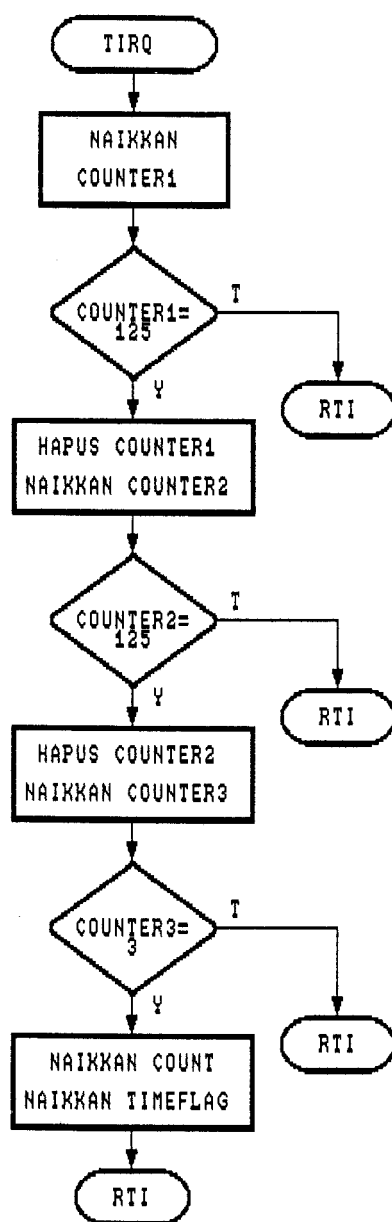 TIRQ
NAIKKAN
COUNTER1
COUNTER1=
125
T
Y
RTI
HAPUS COUNTER1
NAIKKAN COUNTER2
COUNTER2=
125
T
Y
RTI
HAPUS COUNTER2
NAIKKAN COUNTER3
COUNTER3=
3
T
Y
RTI
NAIKKAN COUNT
NAIKKAN TIMEFLAG
RTI